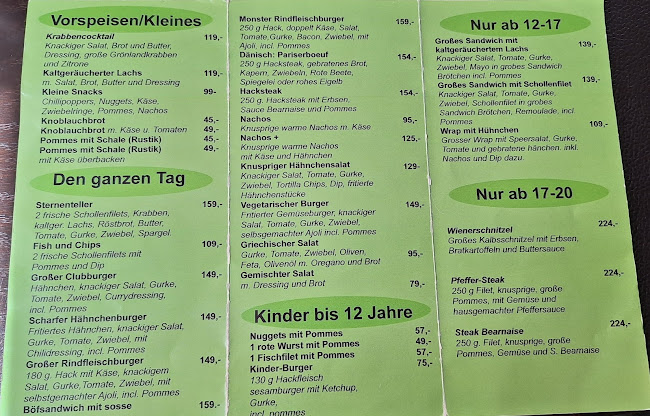 Vorspeisen/Kleines
Krabbencocktail 119,-
Knackiger Salat, Brot und Butter,
Dressing, große Grönlandkrabben
und Zitrone
Kaltgeräucherter Lachs 119,-
m. Salat, Brot, Butter und Dressing
Kleine Snacks 99-
Chillipoppers, Nuggets, Käse,
Zwiebelringe, Pommes, Nachos
Knoblauchbrot 45,-
Knoblauchbrot m. Käse u. Tomaten 49,-
Pommes mit Schale (Rustik) 45,-
Pommes mit Schale (Rustik) 49,-
mit Käse überbacken
Den ganzen Tag
Sternenteller 159,-
2 frische Schollenfilets, Krabben,
kaltger. Lachs, Röstbrot, Butter,
Tomate, Gurke, Zwiebel, Spargel.
Fish und Chips 109,-
2 frische Schollenfilets mit
Pommes und Dip
Großer Clubburger 149,-
Hähnchen, knackiger Salat, Gurke,
Tomate, Zwiebel, Currydressing,
incl. Pommes
Scharfer Hähnchenburger 149,-
Fritiertes Hähnchen, knackiger Salat,
Gurke, Tomate, Zwiebel, mit
Chilidressing, incl. Pommes
Großer Rindfleischburger 149,-
180 g. Hack mit Käse, knackigem
Salat, Gurke,Tomate, Zwiebel, mit
selbstgemachter Ajoli, incl. Pommes
Böfsandwich mit sosse 159.-
Monster Rindfleischburger 159,-
250 g Hack, doppelt Käse, Salat,
Tomate,Gurke, Bacon, Zwiebel, mit
Ajoli, incl. Pommes
Dänisch: Pariserboeuf 154,-
250 g Hacksteak, gebratenes Brot,
Kapern, Zwiebeln, Rote Beete,
Spiegelei oder rohes Eigelb
Hacksteak 154,-
250 g. Hacksteak mit Erbsen,
Sauce Bearnaise und Pommes
Nachos 95,-
Knusprige warme Nachos m. Käse
Nachos + 125,-
Knusprige warme Nachos mit
Käse und Hähnchen
Knuspriger Hähnchensalat 129-
Knackiger Salat, Tomate, Gurke,
Zwiebel, Tortilla Chips, Dip, fritierte
Hähnchenstücke
Vegetarischer Burger 149,-
Fritierter Gemüseburger, knackiger
Salat, Tomate, Gurke, Zwiebel,
selbsgemachter Ajoli incl. Pommes
Griechischer Salat
Gurke, Tomate, Zwiebel, Oliven, 95,-
Feta, Olivenöl m. Oregano und Brot
Gemischter Salat
m. Dressing und Brot 79,-
Kinder bis 12 Jahre
Nuggets mit Pommes 57,-
1 rote Wurst mit Pommes 49,-
1 Fischfilet mit Pommes 57,-
Kinder-Burger 75,-
130 g Hackfleisch
sesamburger mit Ketchup,
Gurke,
incl. pommes
Nur ab 12-17
Großes Sandwich mit
kaltgeräuchertem Lachs 139,-
Knackiger Salat, Tomate, Gurke,
Zwiebel, Mayo in grobes Sandwich
Brötchen incl. Pommes
Großes Sandwich mit Schollenfilet 139,-
Knackiger Salat, Tomate, Gurke,
Zwiebel, Schollenfilet in grobes
Sandwich Brötchen, Remoulade, incl.
Pommes
Wrap mit Hühnchen 109,-
Grosser Wrap mit Speersalat, Gurke,
Tomate und gebratene hänchen. inkl.
Nachos und Dip dazu.
Nur ab 17-20
Wienerschnitzel 224,-
Großes Kalbsschnitzel mit Erbsen,
Bratkartoffeln und Buttersauce
Pfeffer-Steak 224,-
250 g Filet, knusprige, große
Pommes, mit Gemüse und
hausgemachter Pfeffersauce
Steak Bearnaise 224,-
250 g. Filet, knusprige, große
Pommes, Gemüse und S. Bearnaise